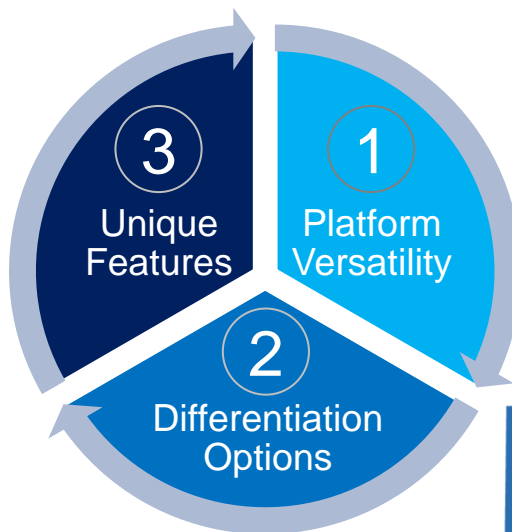 1
Platform
Versatility
2
Differentiation
Options
3
Unique
Features